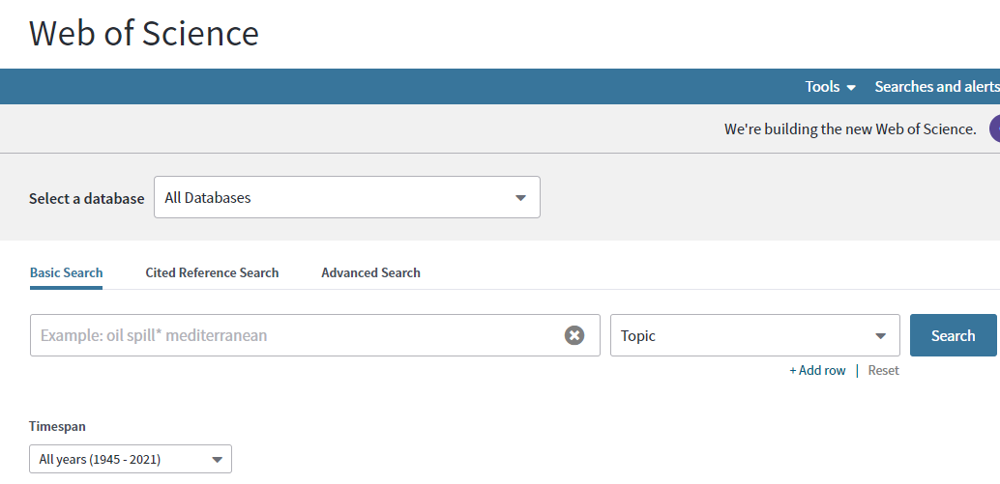 Web of Science
Tools Searches and alerts
We're building the new Web of Science.
Select a database All Databases
Basic Search Cited Reference Search Advanced Search
Example: oil spill* mediterranean Topic Search
+ Add row | Reset
Timespan
All years (1945 - 2021)